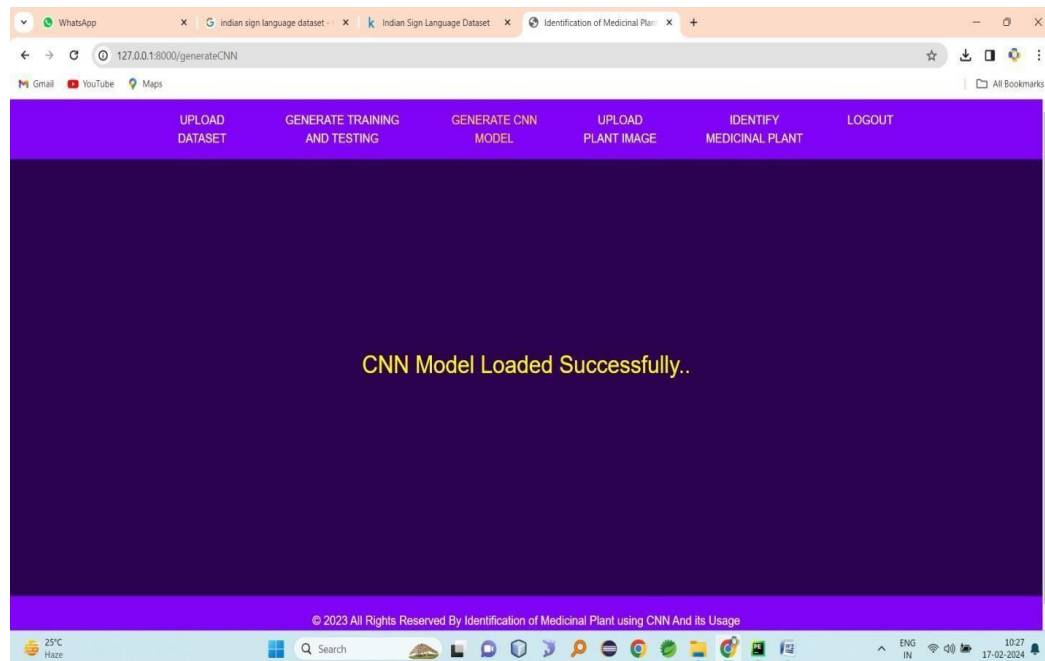 WhatsApp
indian sign language dataset -
Indian Sign Language Dataset
Identification of Medicinal Plan
127.0.0.1:8000/generateCNN
Gmail
YouTube
Maps
All Bookmarks
UPLOAD
DATASET
GENERATE TRAINING
AND TESTING
GENERATE CNN
MODEL
UPLOAD
PLANT IMAGE
IDENTIFY
MEDICINAL PLANT
LOGOUT
CNN Model Loaded Successfully..
© 2023 All Rights Reserved By Identification of Medicinal Plant using CNN And its Usage
25°C
Haze
Search
ENG
IN
10:27
17-02-2024